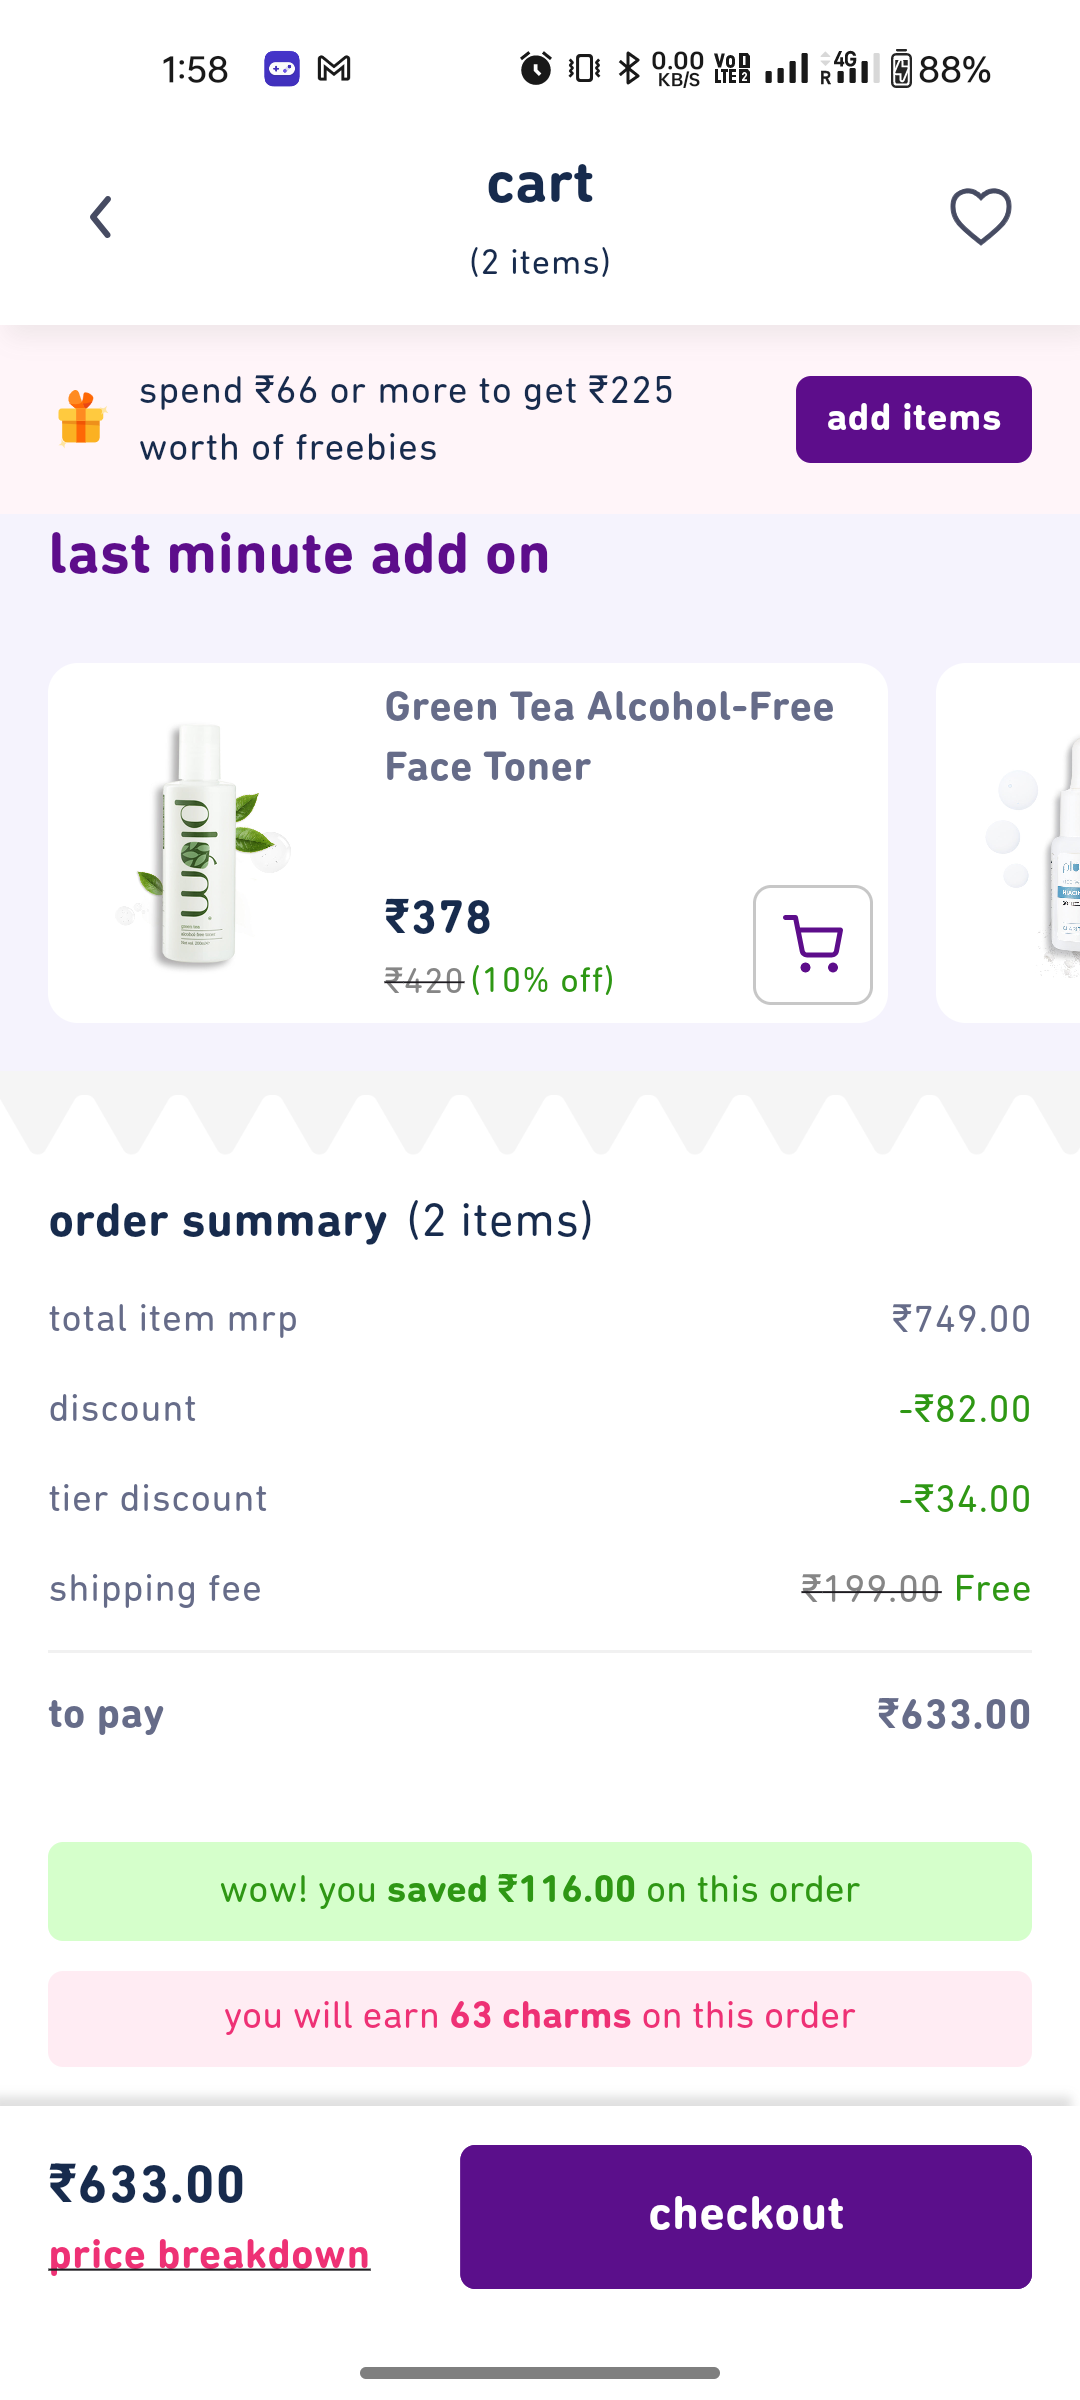 1:58
0.00 KB/S
VoD LTE 2
4G
R
88%
cart
(2 items)
spend ₹66 or more to get ₹225
worth of freebies
add items
last minute add on
Green Tea Alcohol-Free
Face Toner
plum
₹378
₹420 (10% off)
order summary (2 items)
total item mrp ₹749.00
discount -₹82.00
tier discount -₹34.00
shipping fee ₹199.00 Free
to pay ₹633.00
wow! you saved ₹116.00 on this order
you will earn 63 charms on this order
₹633.00
price breakdown
checkout